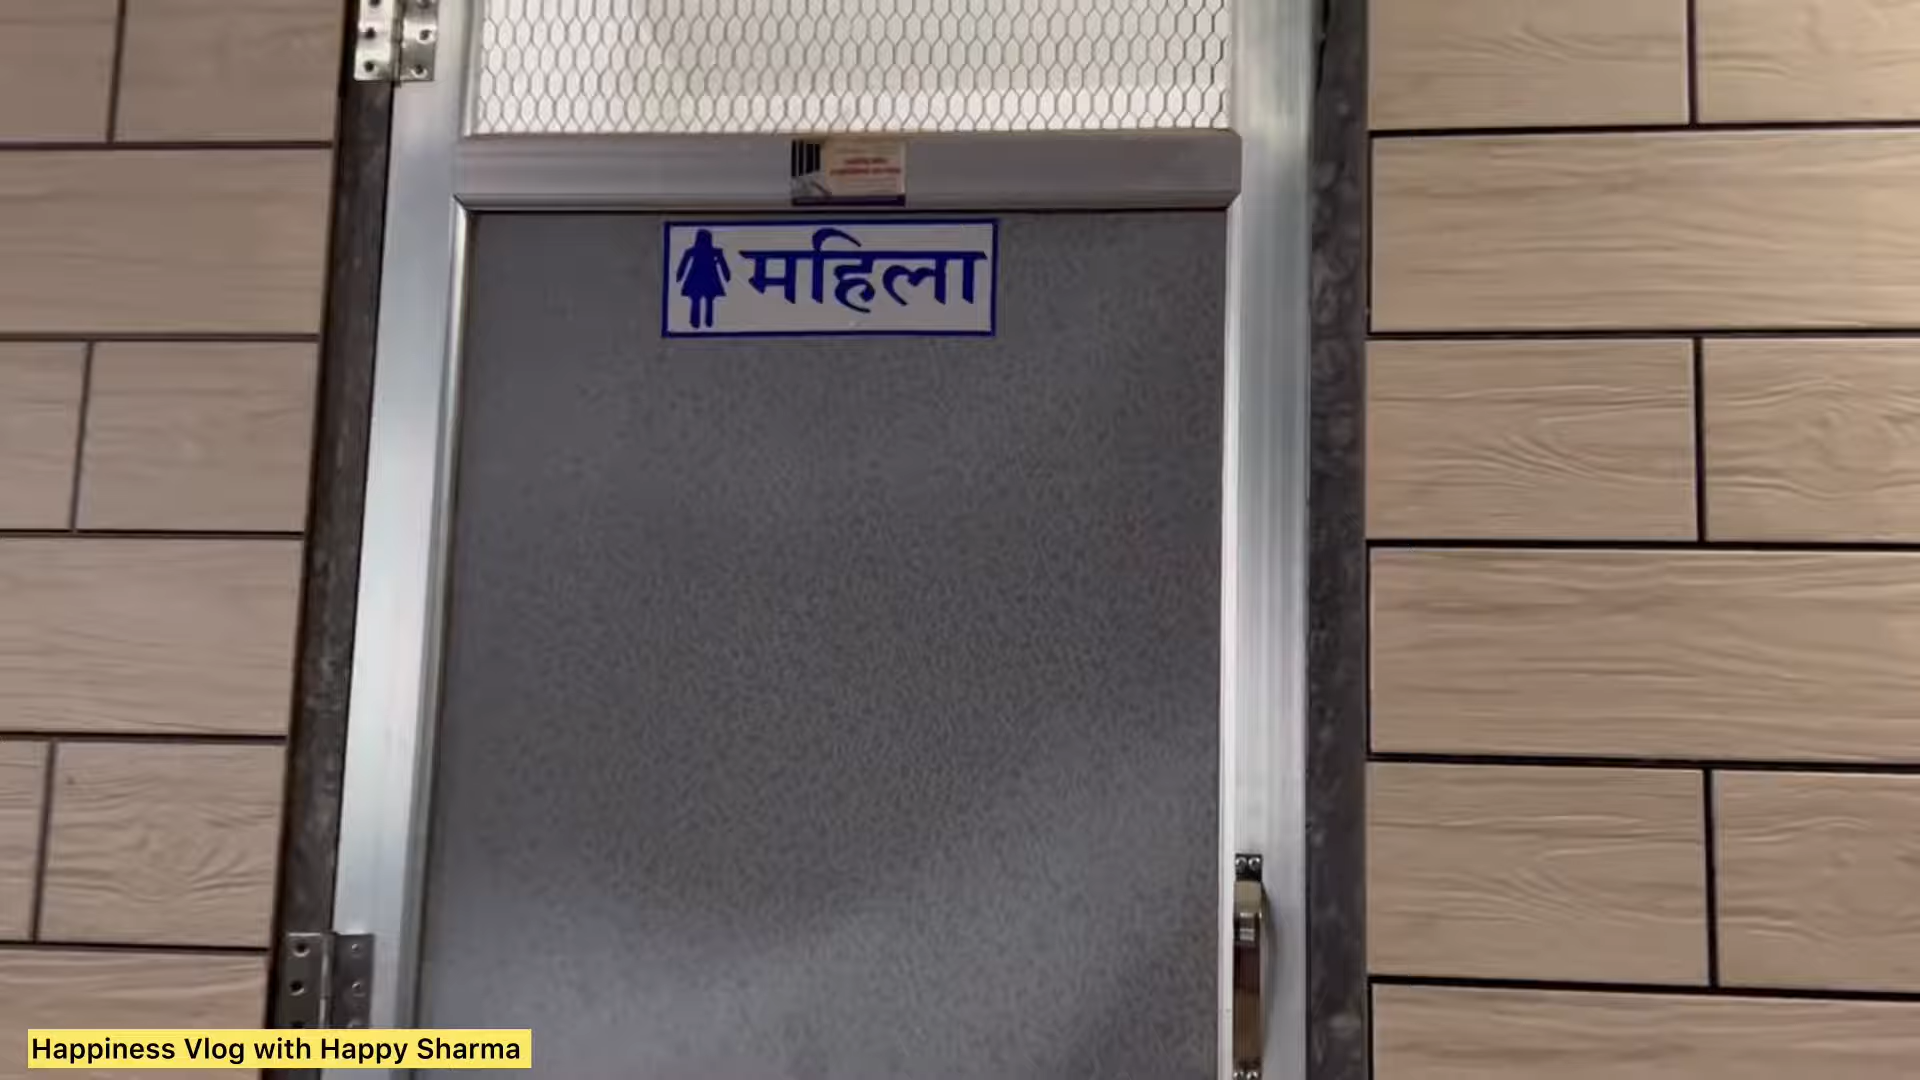 महिला
Happiness Vlog with Happy Sharma